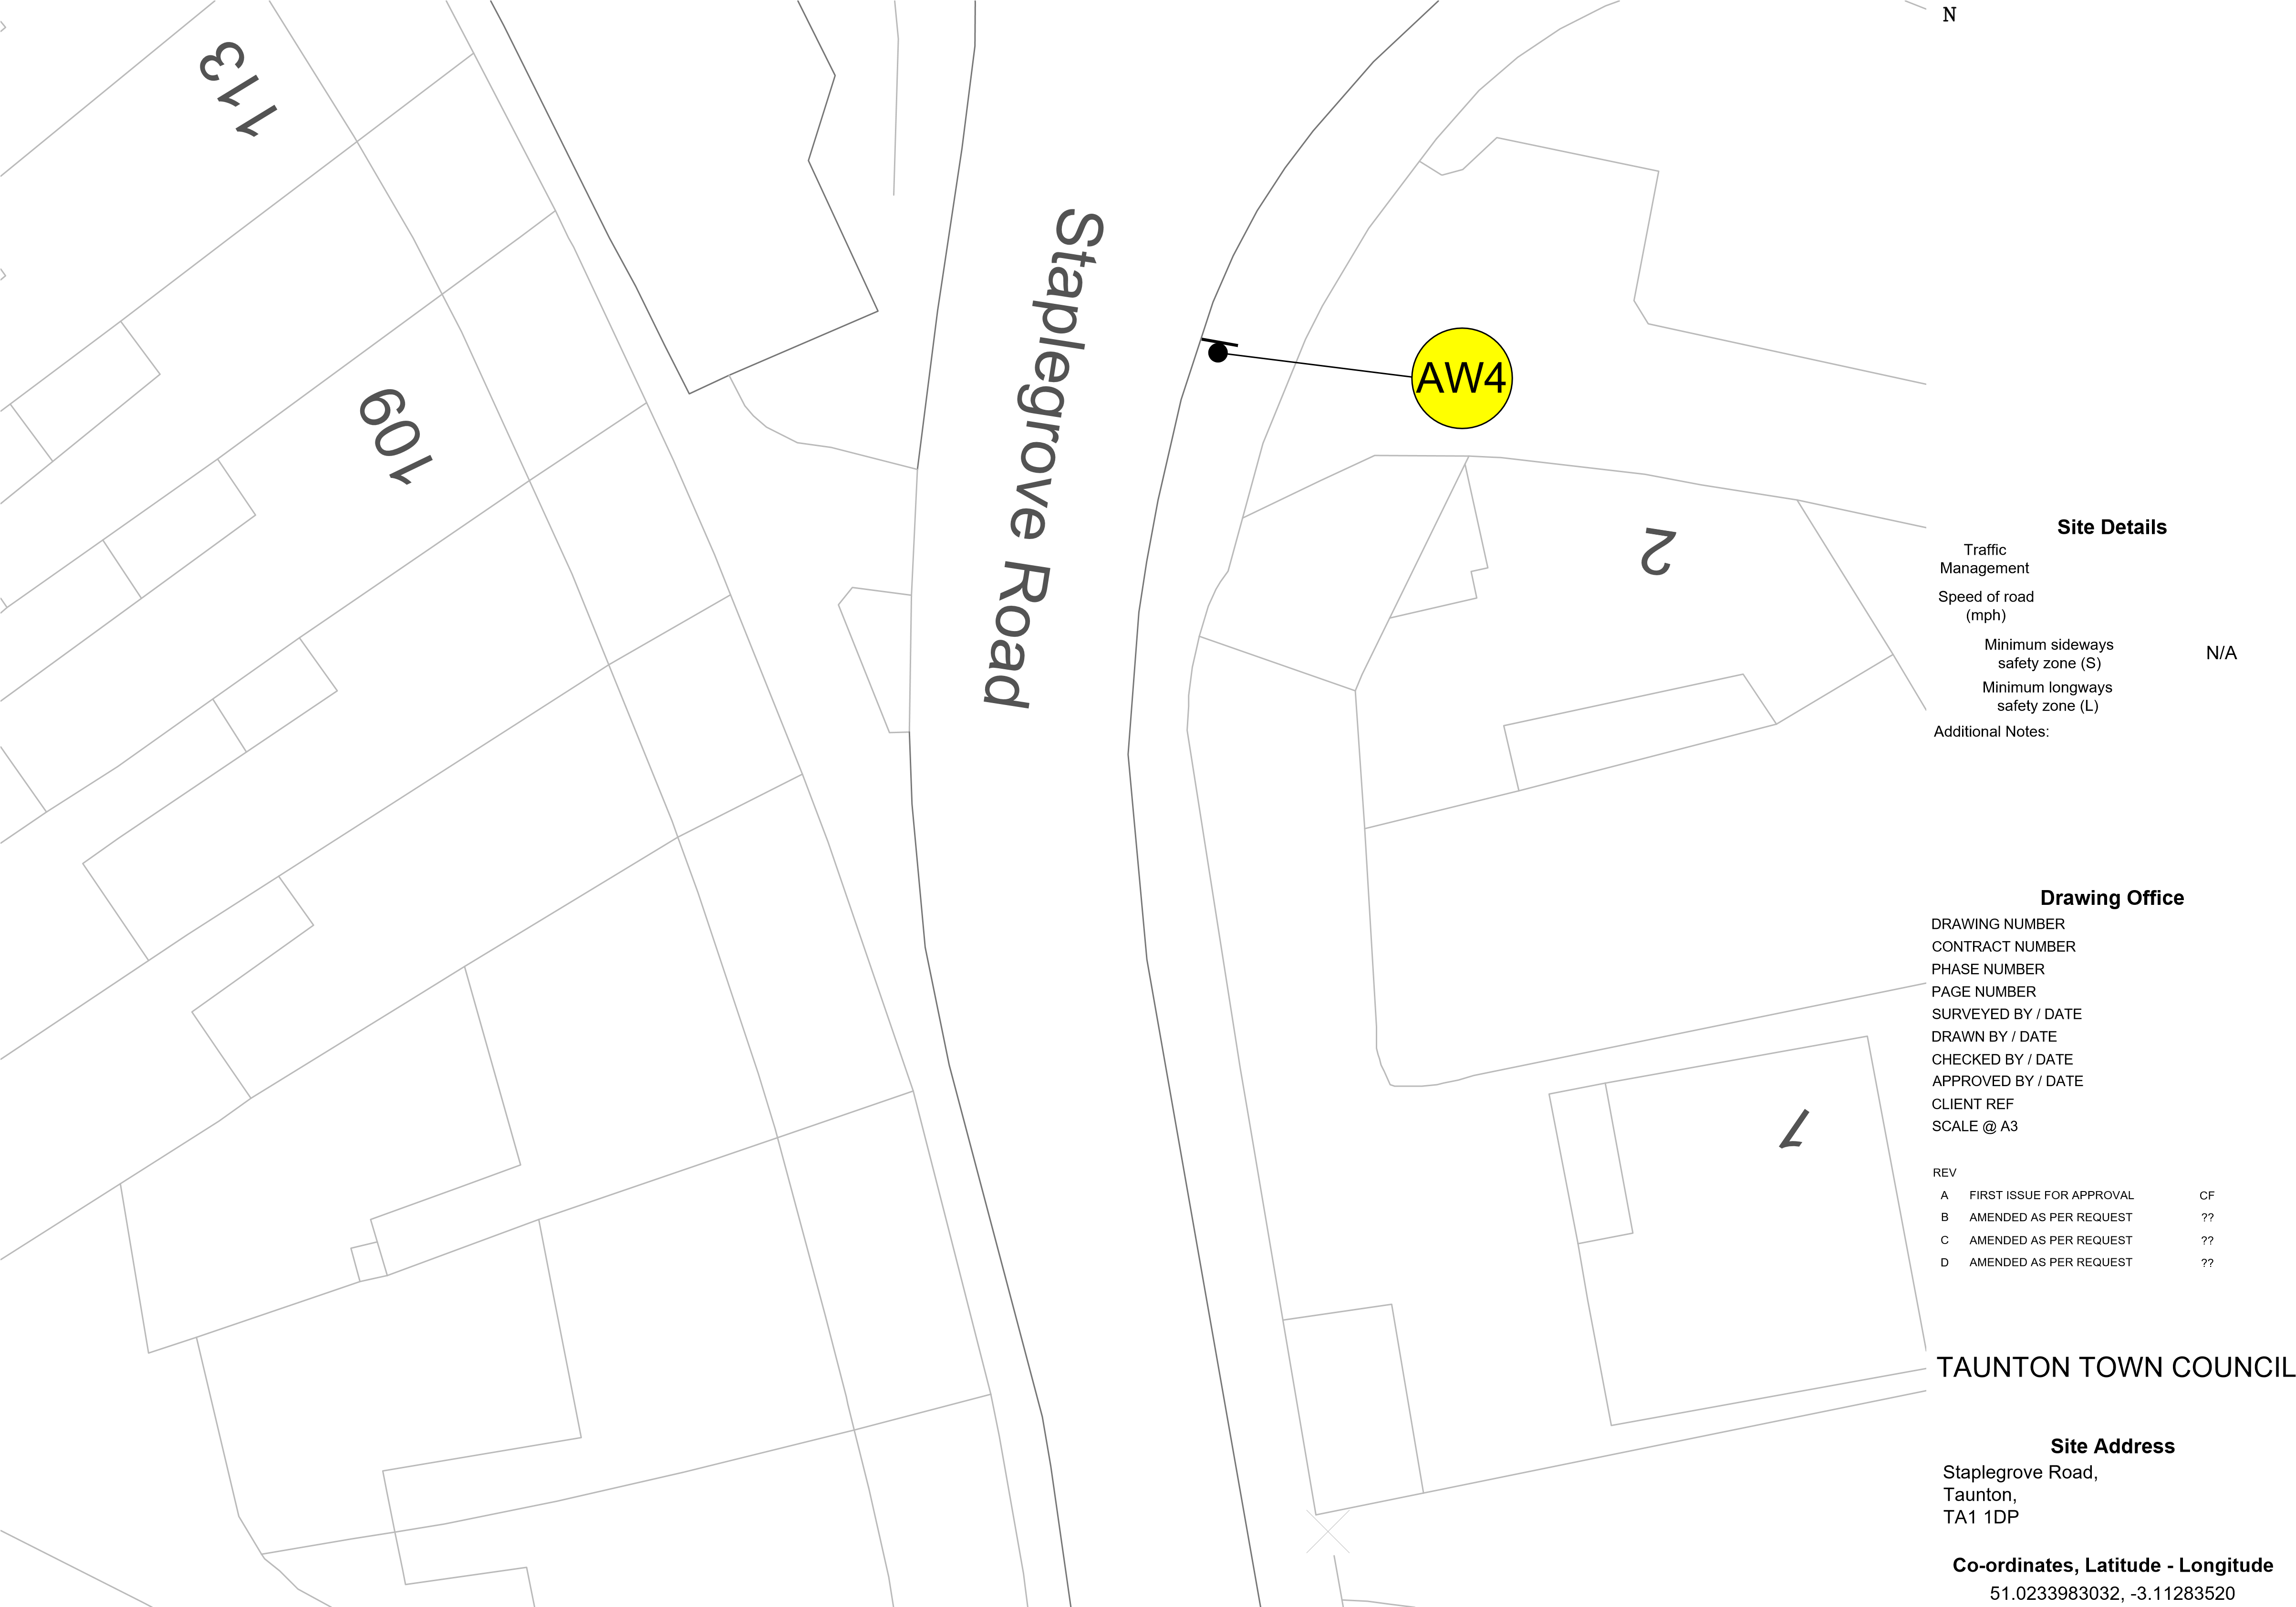 113
109
Staplegrove Road
AW4
2
1
N
Site Details
Traffic
Management
Speed of road
(mph)
Minimum sideways
safety zone (S)
N/A
Minimum longways
safety zone (L)
Additional Notes:
Drawing Office
DRAWING NUMBER
CONTRACT NUMBER
PHASE NUMBER
PAGE NUMBER
SURVEYED BY / DATE
DRAWN BY / DATE
CHECKED BY / DATE
APPROVED BY / DATE
CLIENT REF
SCALE @ A3
REV
A FIRST ISSUE FOR APPROVAL CF
B AMENDED AS PER REQUEST ??
C AMENDED AS PER REQUEST ??
D AMENDED AS PER REQUEST ??
TAUNTON TOWN COUNCIL
Site Address
Staplegrove Road,
Taunton,
TA1 1DP
Co-ordinates, Latitude - Longitude
51.0233983032, -3.11283520